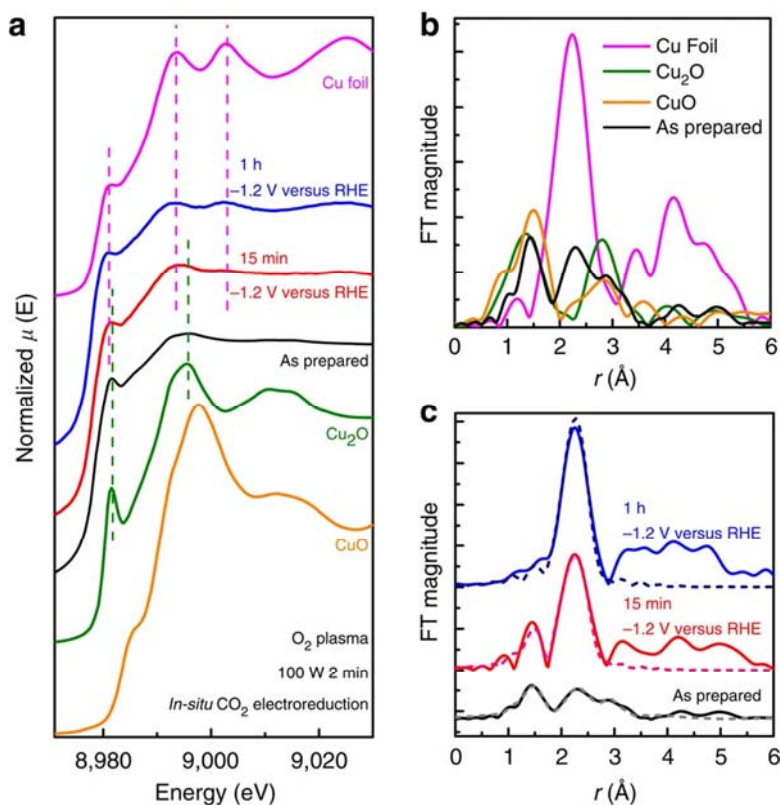 a
Cu foil
1 h
–1.2 V versus RHE
15 min
–1.2 V versus RHE
As prepared
Cu2O
CuO
O2 plasma
100 W 2 min
In-situ CO2 electroreduction
Normalized μ (E)
8,980 9,000 9,020
Energy (eV)
b
Cu Foil
Cu2O
CuO
As prepared
FT magnitude
0 1 2 3 4 5 6
r (Å)
c
1 h
–1.2 V versus RHE
15 min
–1.2 V versus RHE
As prepared
FT magnitude
0 1 2 3 4 5 6
r (Å)